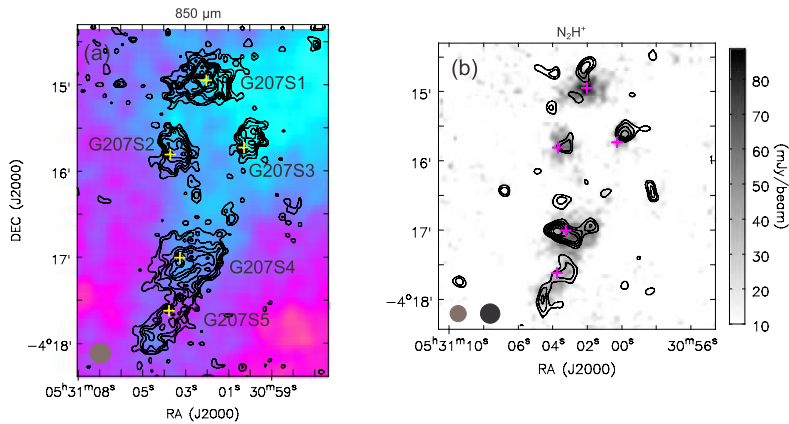 850 μm
(a)
G207S1
G207S2
G207S3
G207S4
G207S5
15'
16'
17'
−4°18'
DEC (J2000)
05ʰ31ᵐ08ˢ 05ˢ 03ˢ 01ˢ 30ᵐ59ˢ
RA (J2000)
N₂H⁺
(b)
15'
16'
17'
−4°18'
05ʰ31ᵐ10ˢ 06ˢ 04ˢ 02ˢ 00ˢ 30ᵐ56ˢ
RA (J2000)
80
70
60
50
40
30
20
10
(mJy/beam)